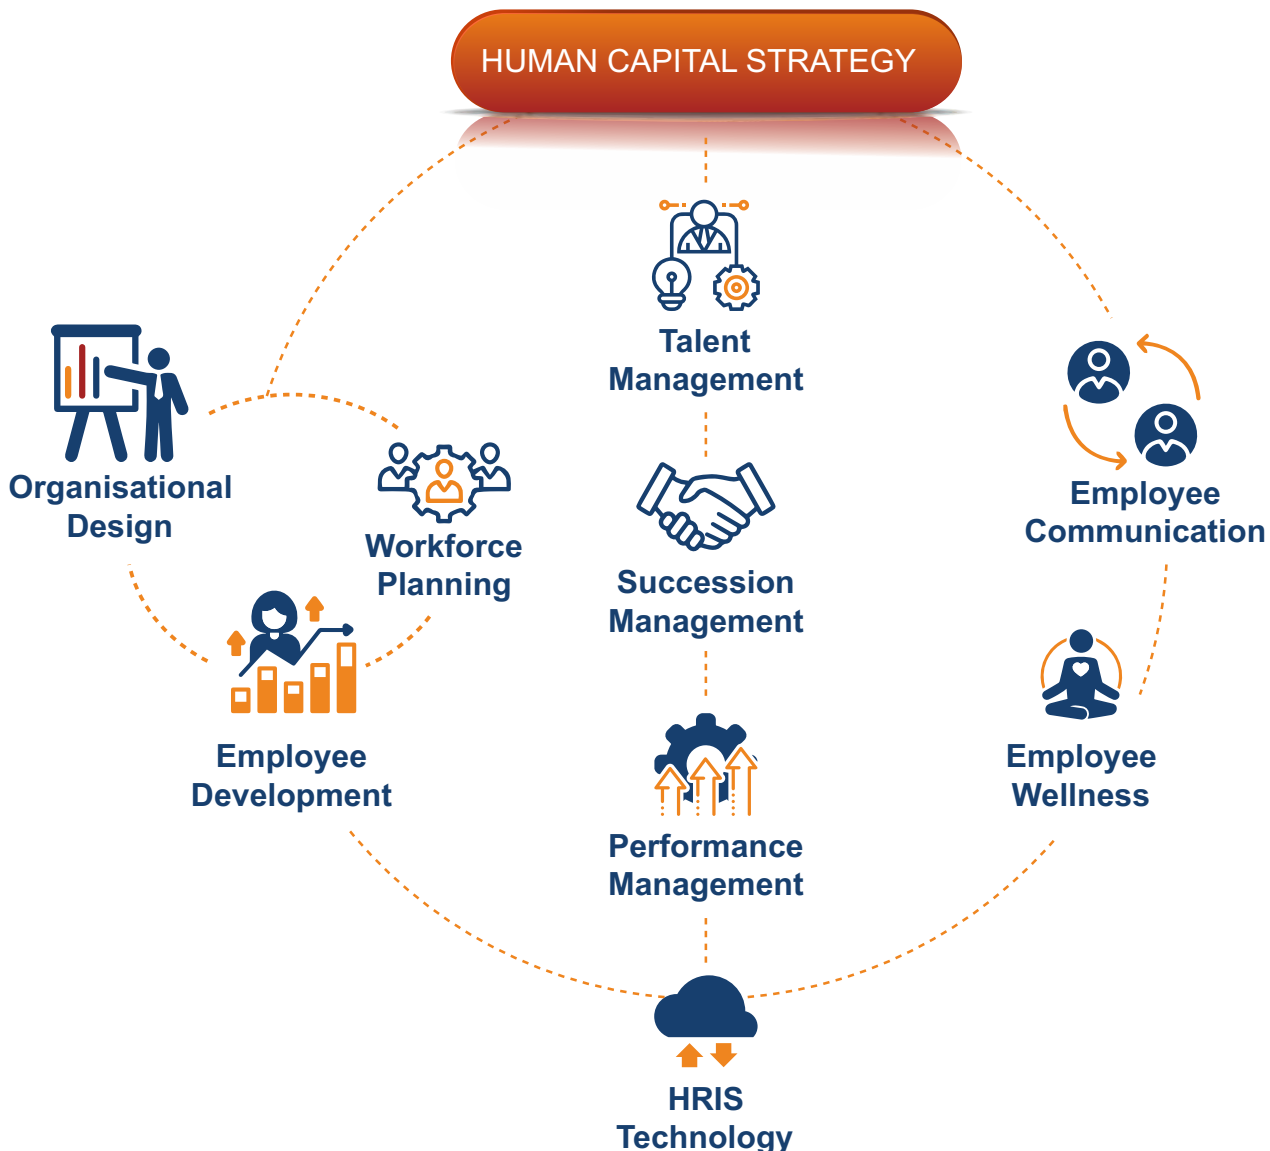 HUMAN CAPITAL STRATEGY
Talent
Management
Organisational
Design
Workforce
Planning
Employee
Development
Succession
Management
Performance
Management
Employee
Communication
Employee
Wellness
HRIS
Technology